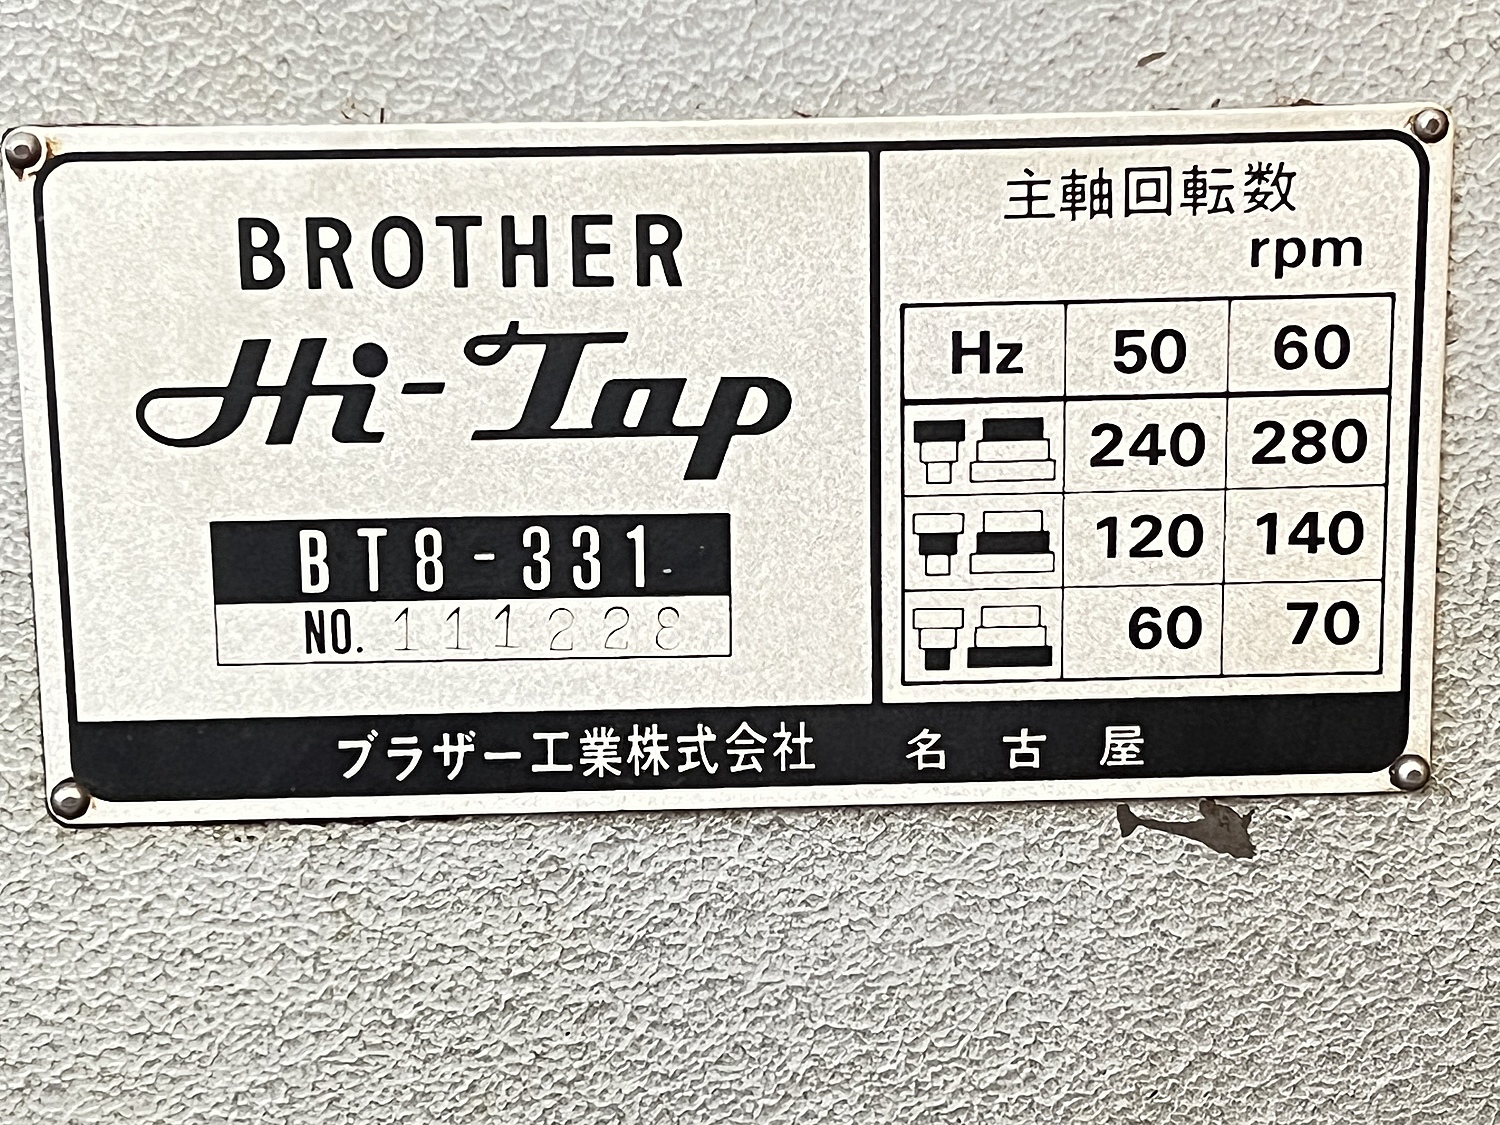 BROTHER
Hi-Tap
BT8-331
NO. 111228
主軸回転数
rpm
Hz 50 60
240 280
120 140
60 70
ブラザー工業株式会社 名古屋